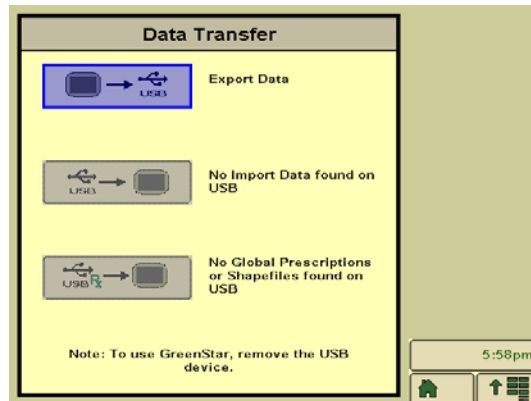 Data Transfer
USB
Export Data
USB
No Import Data found on
USB
USB Rx
No Global Prescriptions
or Shapefiles found on
USB
Note: To use GreenStar, remove the USB
device.
5:58pm